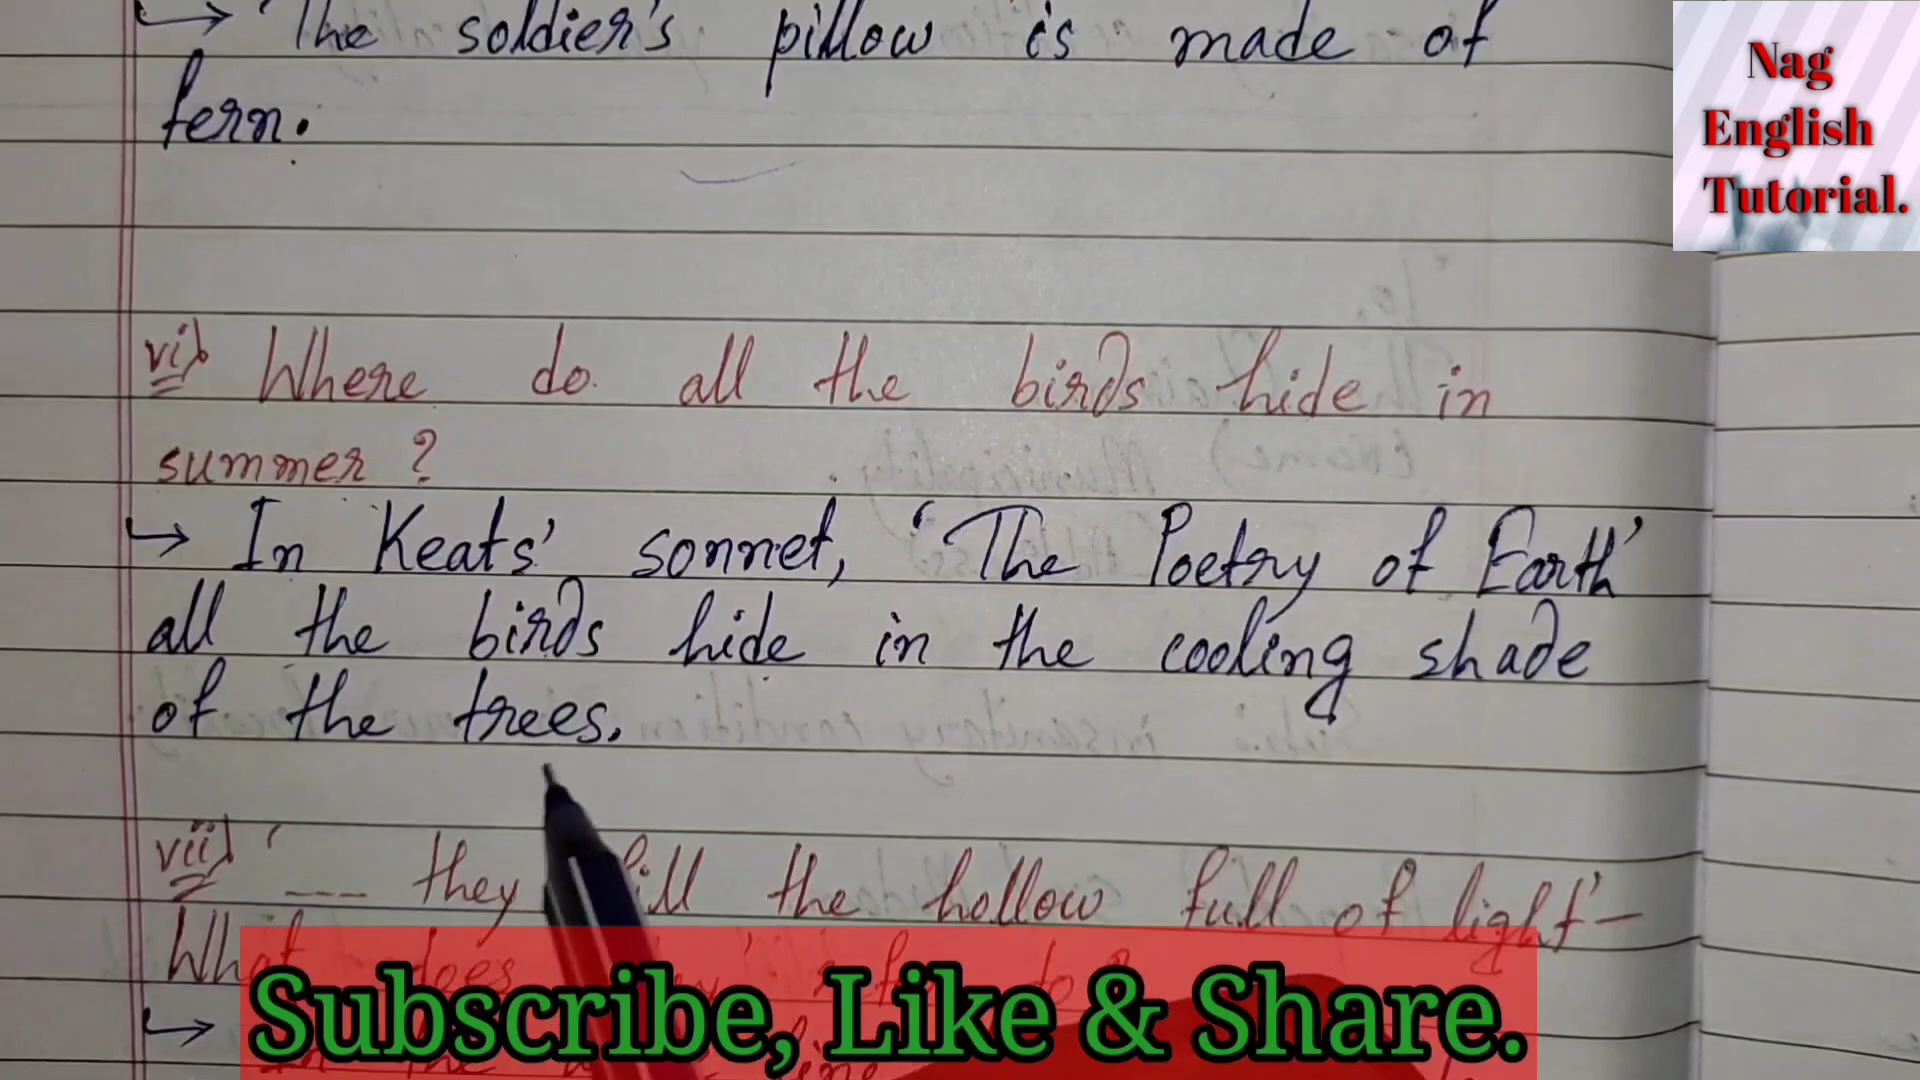 → 'The soldier's pillow is made of
fern.
vi) Where do all the birds hide in
summer ?
→ In Keats' sonnet, 'The Poetry of Earth'
all the birds hide in the cooling shade
of the trees.
vii) ' --- they fill the hollow full of light' –
What does
→
Subscribe, Like & Share.
Nag
English
Tutorial.